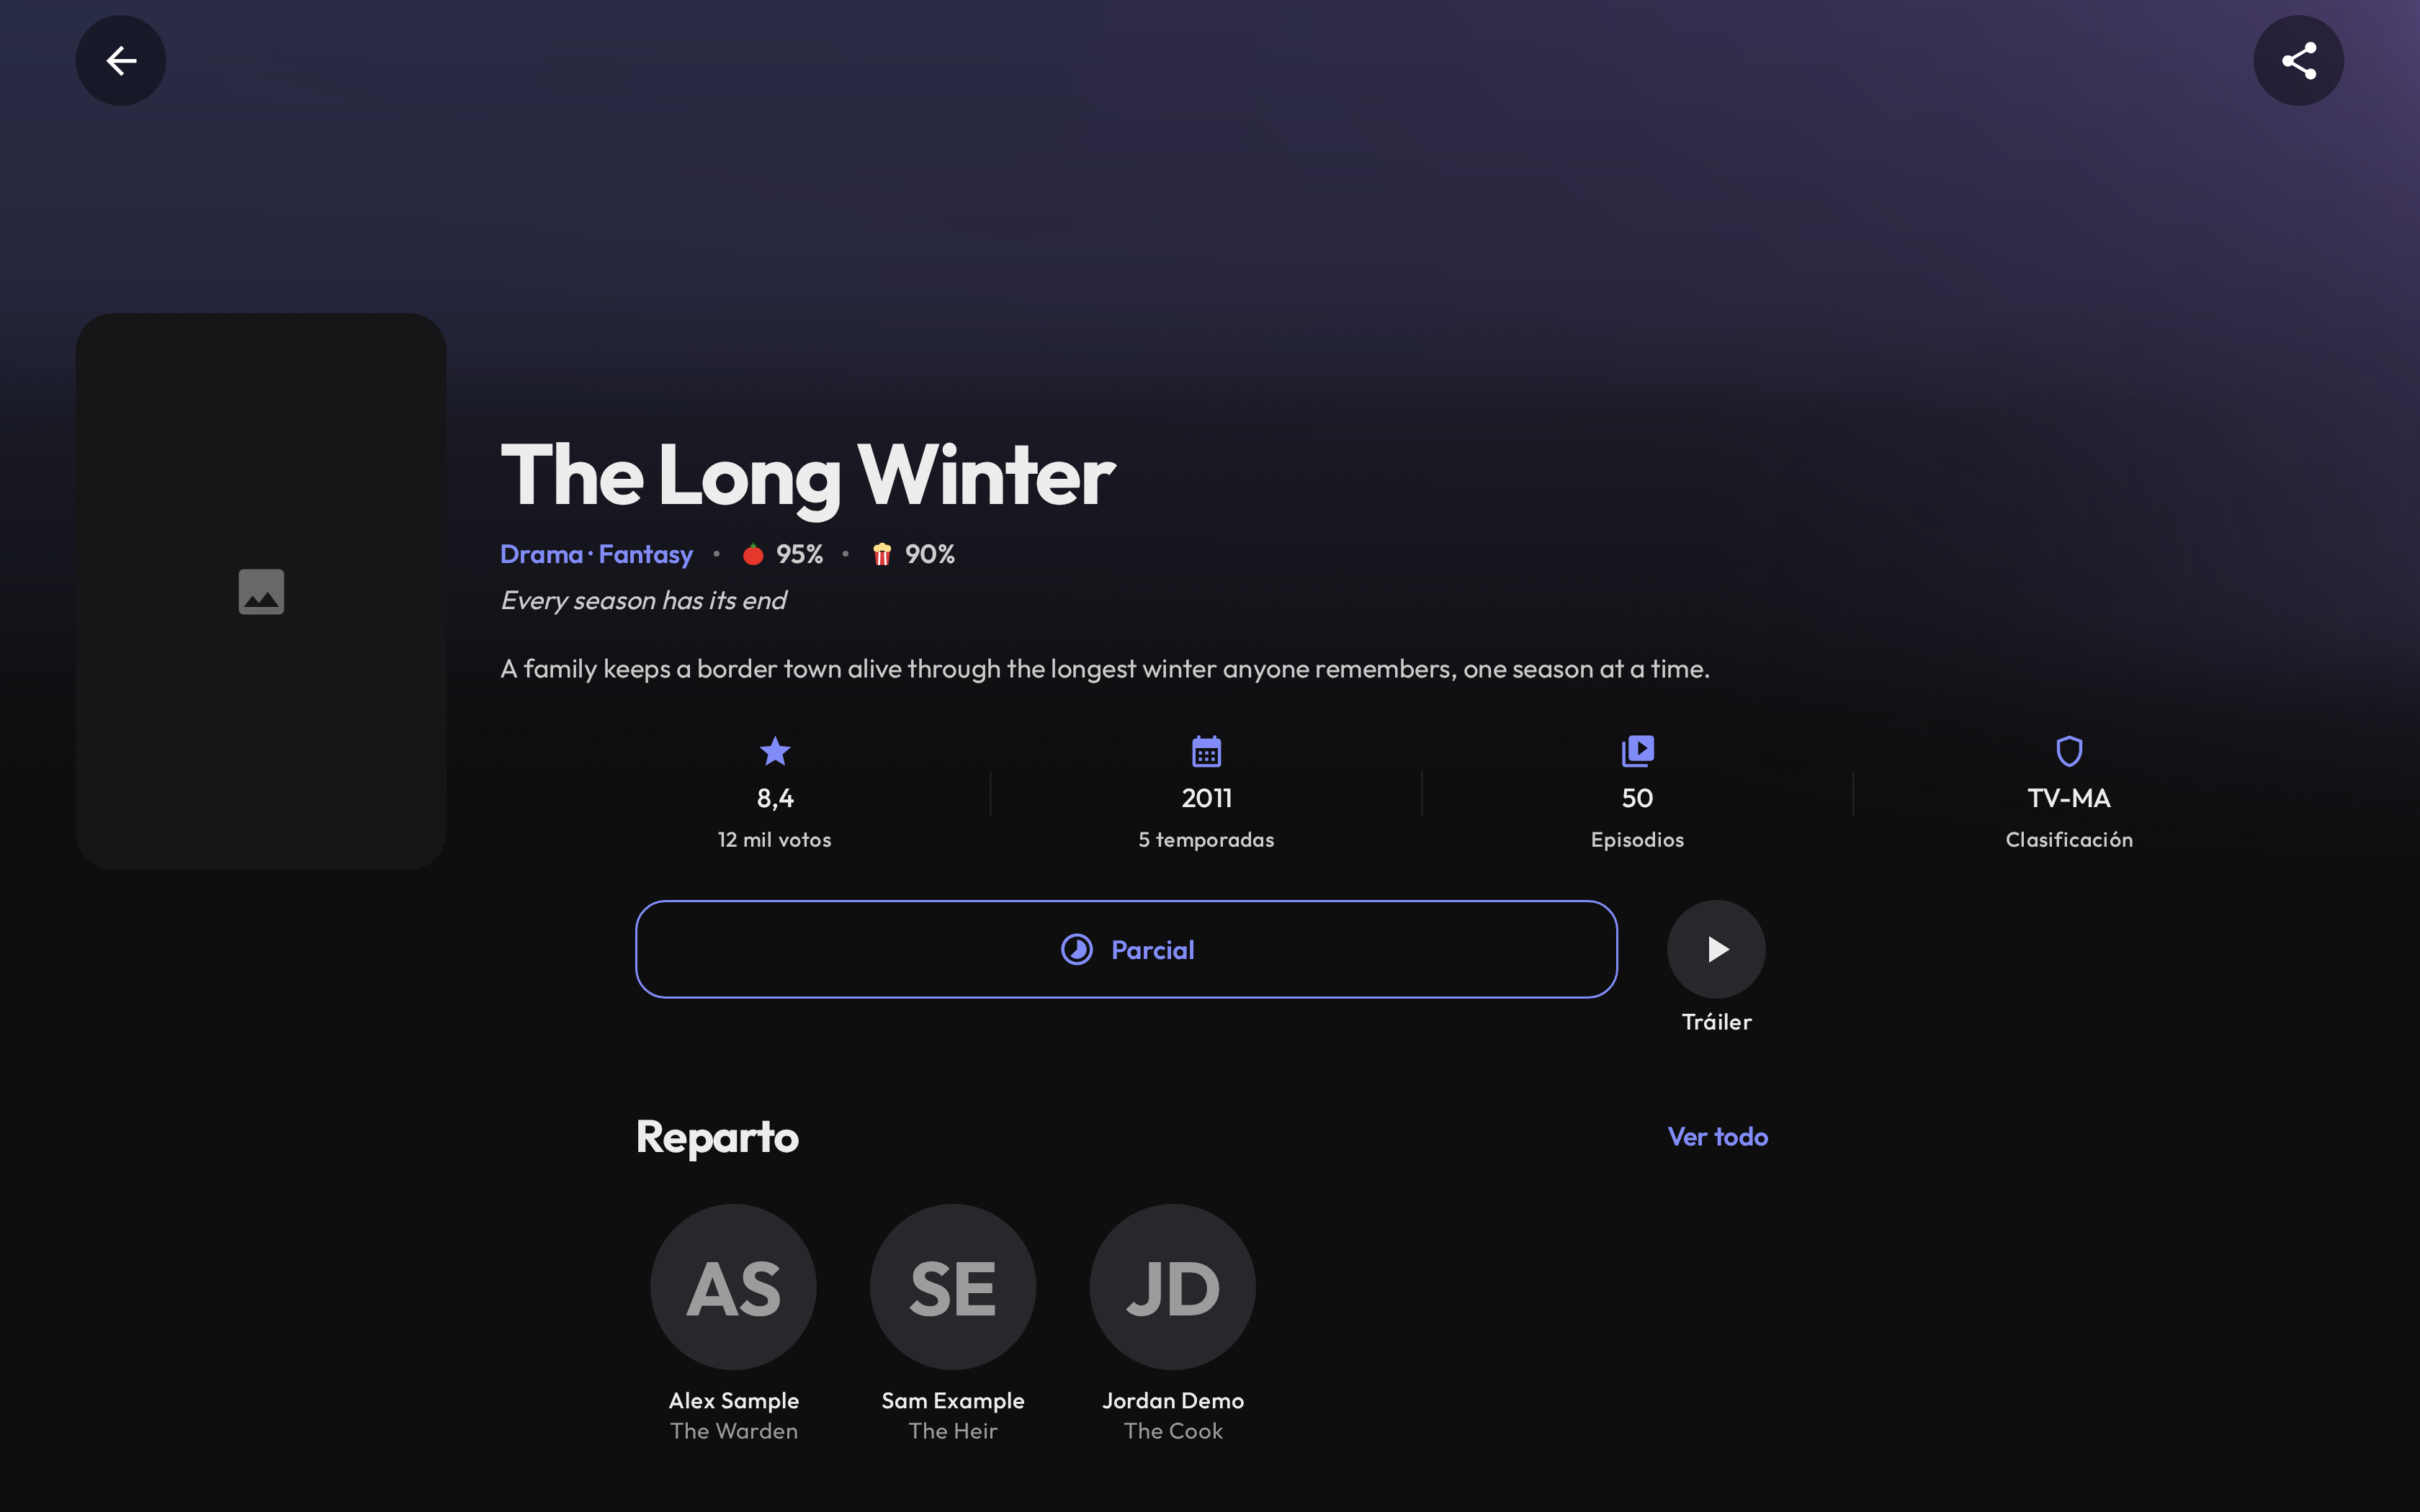 The Long Winter
Drama · Fantasy • 95% • 90%
Every season has its end
A family keeps a border town alive through the longest winter anyone remembers, one season at a time.
8,4
12 mil votos
2011
5 temporadas
50
Episodios
TV-MA
Clasificación
Parcial
Tráiler
Reparto
Ver todo
AS
Alex Sample
The Warden
SE
Sam Example
The Heir
JD
Jordan Demo
The Cook